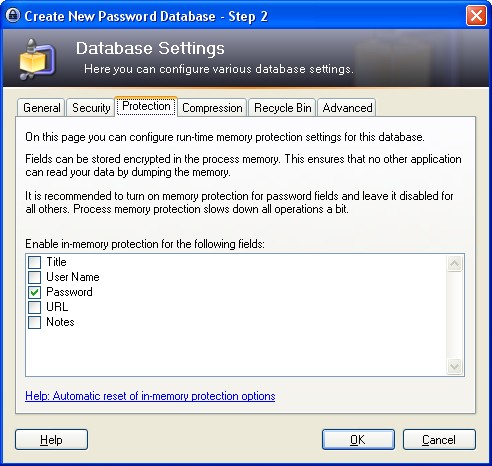 Create New Password Database - Step 2
Database Settings
Here you can configure various database settings.
General Security Protection Compression Recycle Bin Advanced
On this page you can configure run-time memory protection settings for this database.
Fields can be stored encrypted in the process memory. This ensures that no other application
can read your data by dumping the memory.
It is recommended to turn on memory protection for password fields and leave it disabled for
all others. Process memory protection slows down all operations a bit.
Enable in-memory protection for the following fields:
Title
User Name
Password
URL
Notes
Help: Automatic reset of in-memory protection options
Help OK Cancel